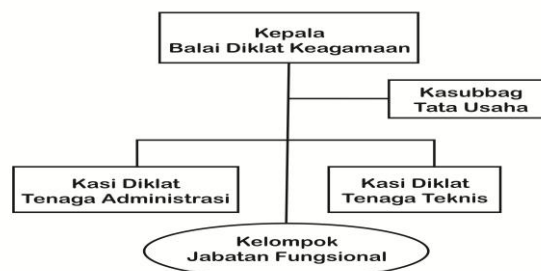 Kepala
Balai Diklat Keagamaan
Kasubbag
Tata Usaha
Kasi Diklat
Tenaga Administrasi
Kasi Diklat
Tenaga Teknis
Kelompok
Jabatan Fungsional